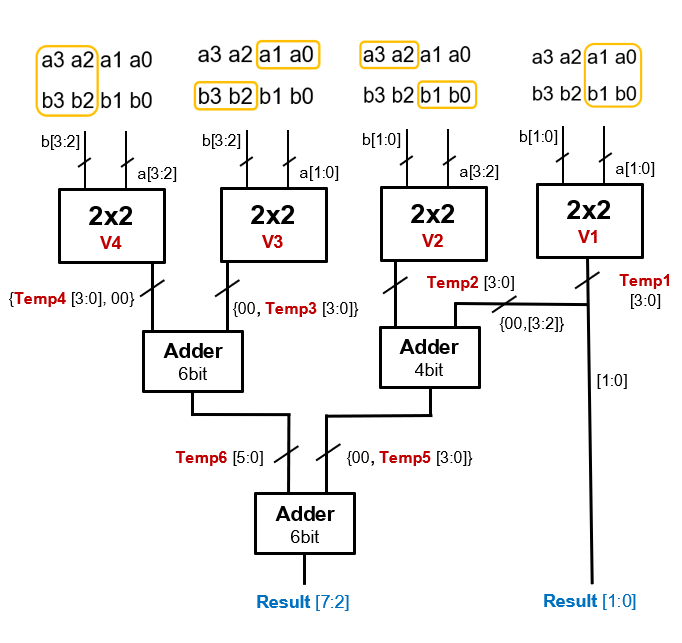 a3 a2 a1 a0
b3 b2 b1 b0
a3 a2 a1 a0
b3 b2 b1 b0
a3 a2 a1 a0
b3 b2 b1 b0
a3 a2 a1 a0
b3 b2 b1 b0
b[3:2]
a[3:2]
b[3:2]
a[1:0]
b[1:0]
a[3:2]
b[1:0]
a[1:0]
2x2
V4
2x2
V3
2x2
V2
2x2
V1
{Temp4 [3:0], 00}
{00, Temp3 [3:0]}
Temp2 [3:0]
Temp1
[3:0]
{00,[3:2]}
Adder
6bit
Adder
4bit
[1:0]
Temp6 [5:0]
{00, Temp5 [3:0]}
Adder
6bit
Result [7:2]
Result [1:0]